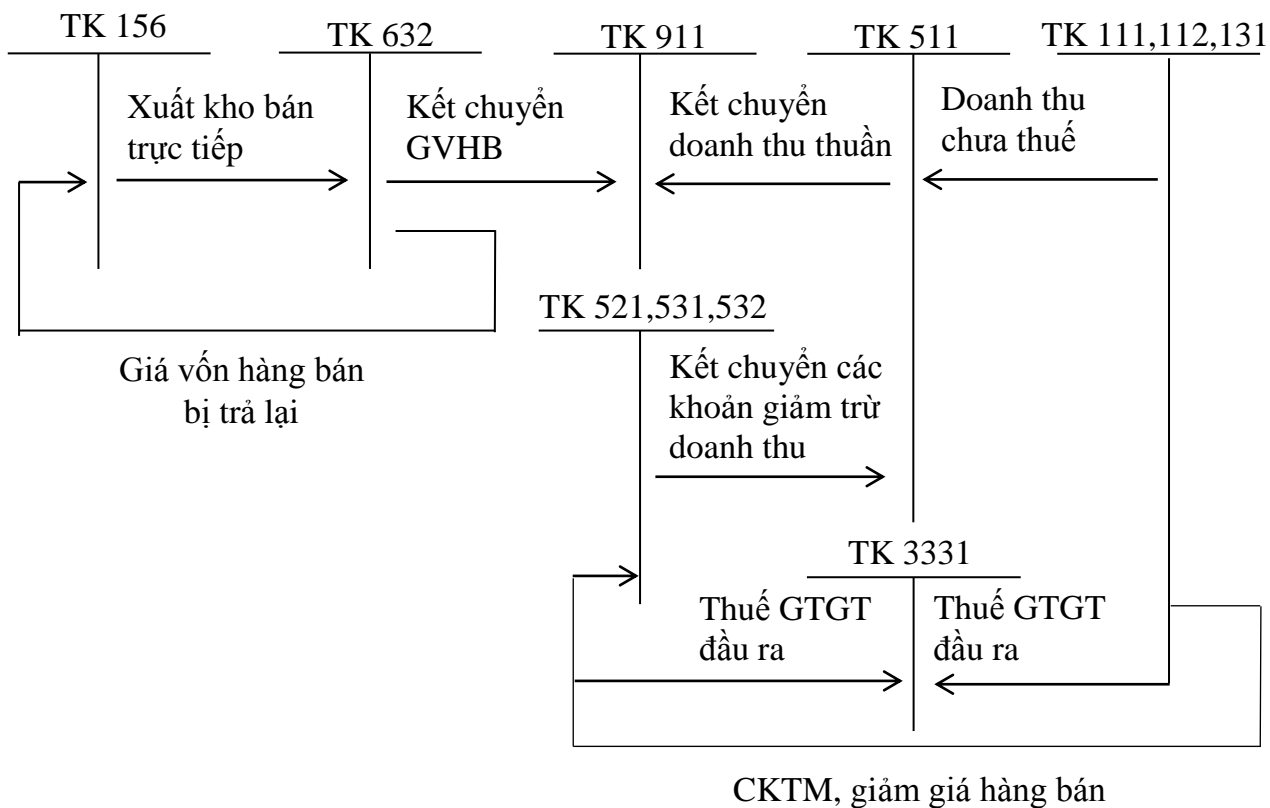 TK 156
TK 632
TK 911
TK 511
TK 111,112,131
Xuất kho bán
trực tiếp
Kết chuyển
GVHB
Kết chuyển
doanh thu thuần
Doanh thu
chưa thuế
TK 521,531,532
Giá vốn hàng bán
bị trả lại
Kết chuyển các
khoản giảm trừ
doanh thu
TK 3331
Thuế GTGT
đầu ra
Thuế GTGT
đầu ra
CKTM, giảm giá hàng bán